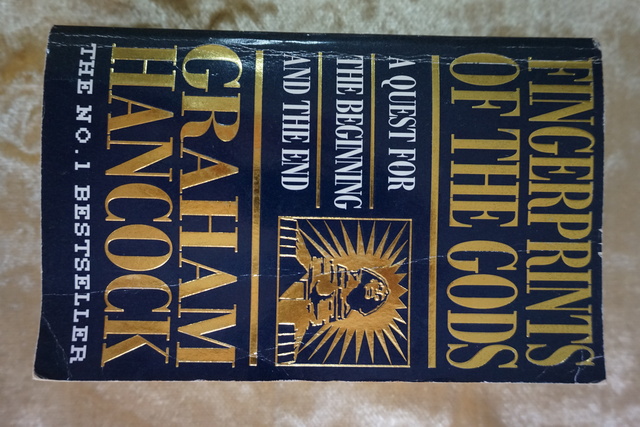 FINGERPRINTS
OF THE GODS
A QUEST FOR
THE BEGINNING
AND THE END
GRAHAM
HANCOCK
THE NO.1 BESTSELLER